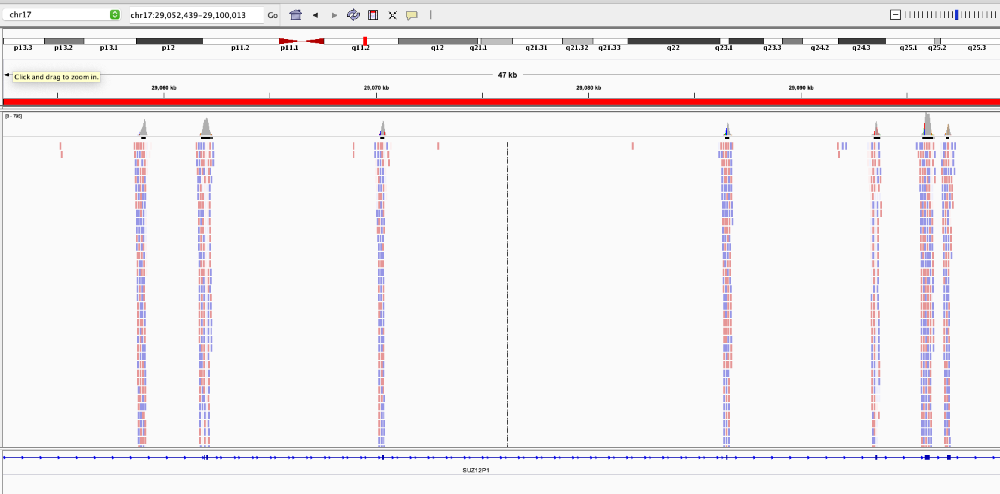 chr17 chr17:29,052,439-29,100,013 Go
p13.3 p13.2 p13.1 p12 p11.2 p11.1 q11.2 q12 q21.1 q21.31 q21.32 q21.33 q22 q23.1 q23.3 q24.2 q24.3 q25.1 q25.2 q25.3
Click and drag to zoom in. 47 kb
29,060 kb 29,070 kb 29,080 kb 29,090 kb
[0 - 795]
SUZ12P1